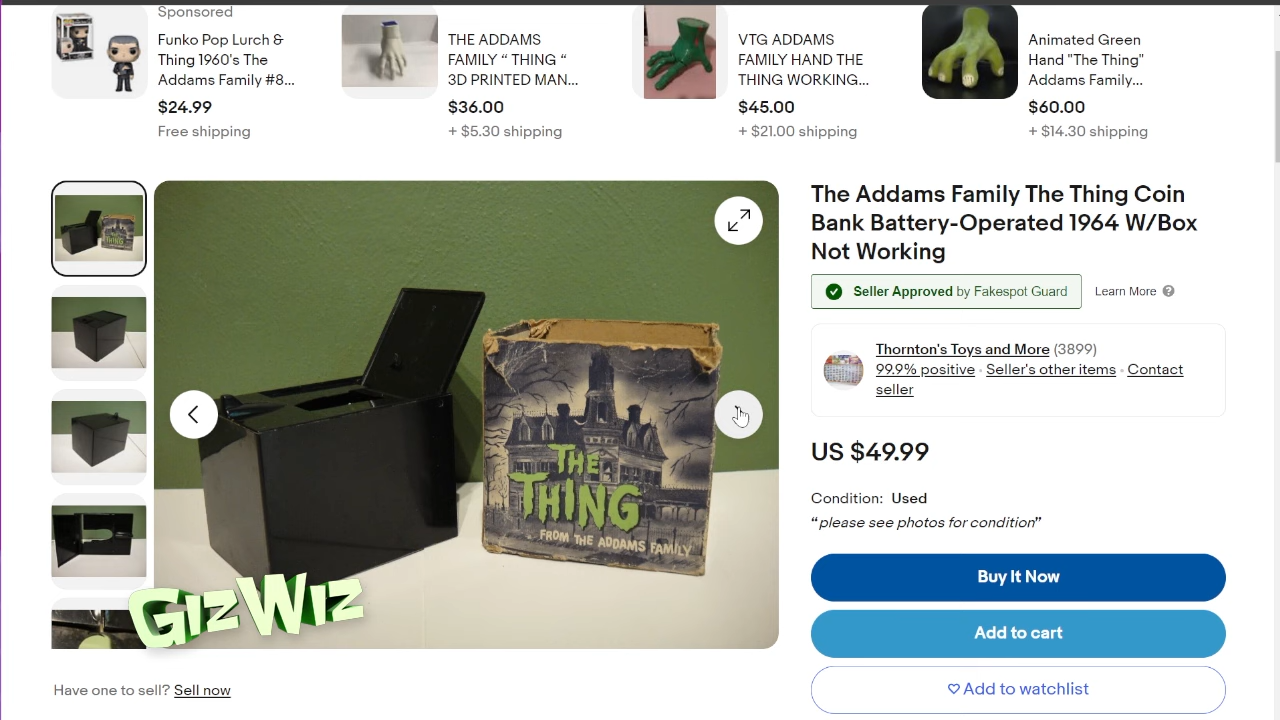 Sponsored
Funko Pop Lurch &
Thing 1960's The
Addams Family #8...
$24.99
Free shipping
THE ADDAMS
FAMILY “ THING “
3D PRINTED MAN...
$36.00
+ $5.30 shipping
VTG ADDAMS
FAMILY HAND THE
THING WORKING...
$45.00
+ $21.00 shipping
Animated Green
Hand "The Thing"
Addams Family...
$60.00
+ $14.30 shipping
THE
THING
FROM THE ADDAMS FAMILY
GIZWIZ
The Addams Family The Thing Coin
Bank Battery-Operated 1964 W/Box
Not Working
Seller Approved by Fakespot Guard
Learn More ?
Thornton's Toys and More (3899)
99.9% positive · Seller's other items · Contact
seller
US $49.99
Condition: Used
“please see photos for condition”
Buy It Now
Add to cart
Add to watchlist
Have one to sell? Sell now